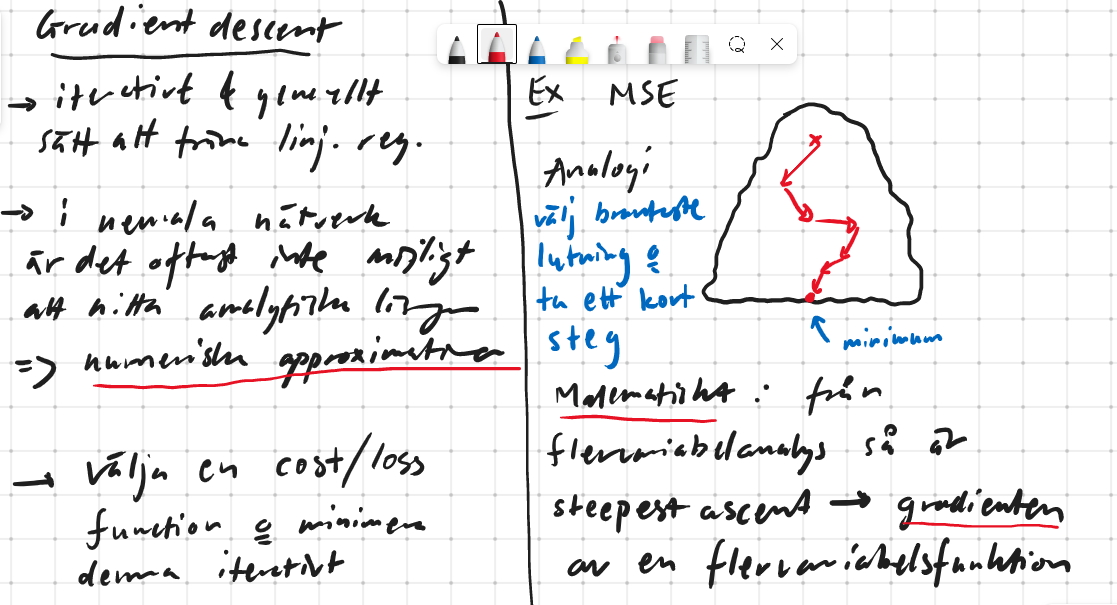 Gradient descent
→ iterativt & generellt
sätt att träna linj. reg.
→ i neurala nätverk
är det oftast inte möjligt
att hitta analytiska lösngr
=> numeriska approximationer
→ välja en cost/loss
function o minimera
denna iterativt
Ex MSE
Analogi
välj brantaste
lutning o
ta ett kort
steg
minimum
Matematiskt : från
flervariabelanalys så är
steepest ascent → gradienten
av en flervariabelsfunktion